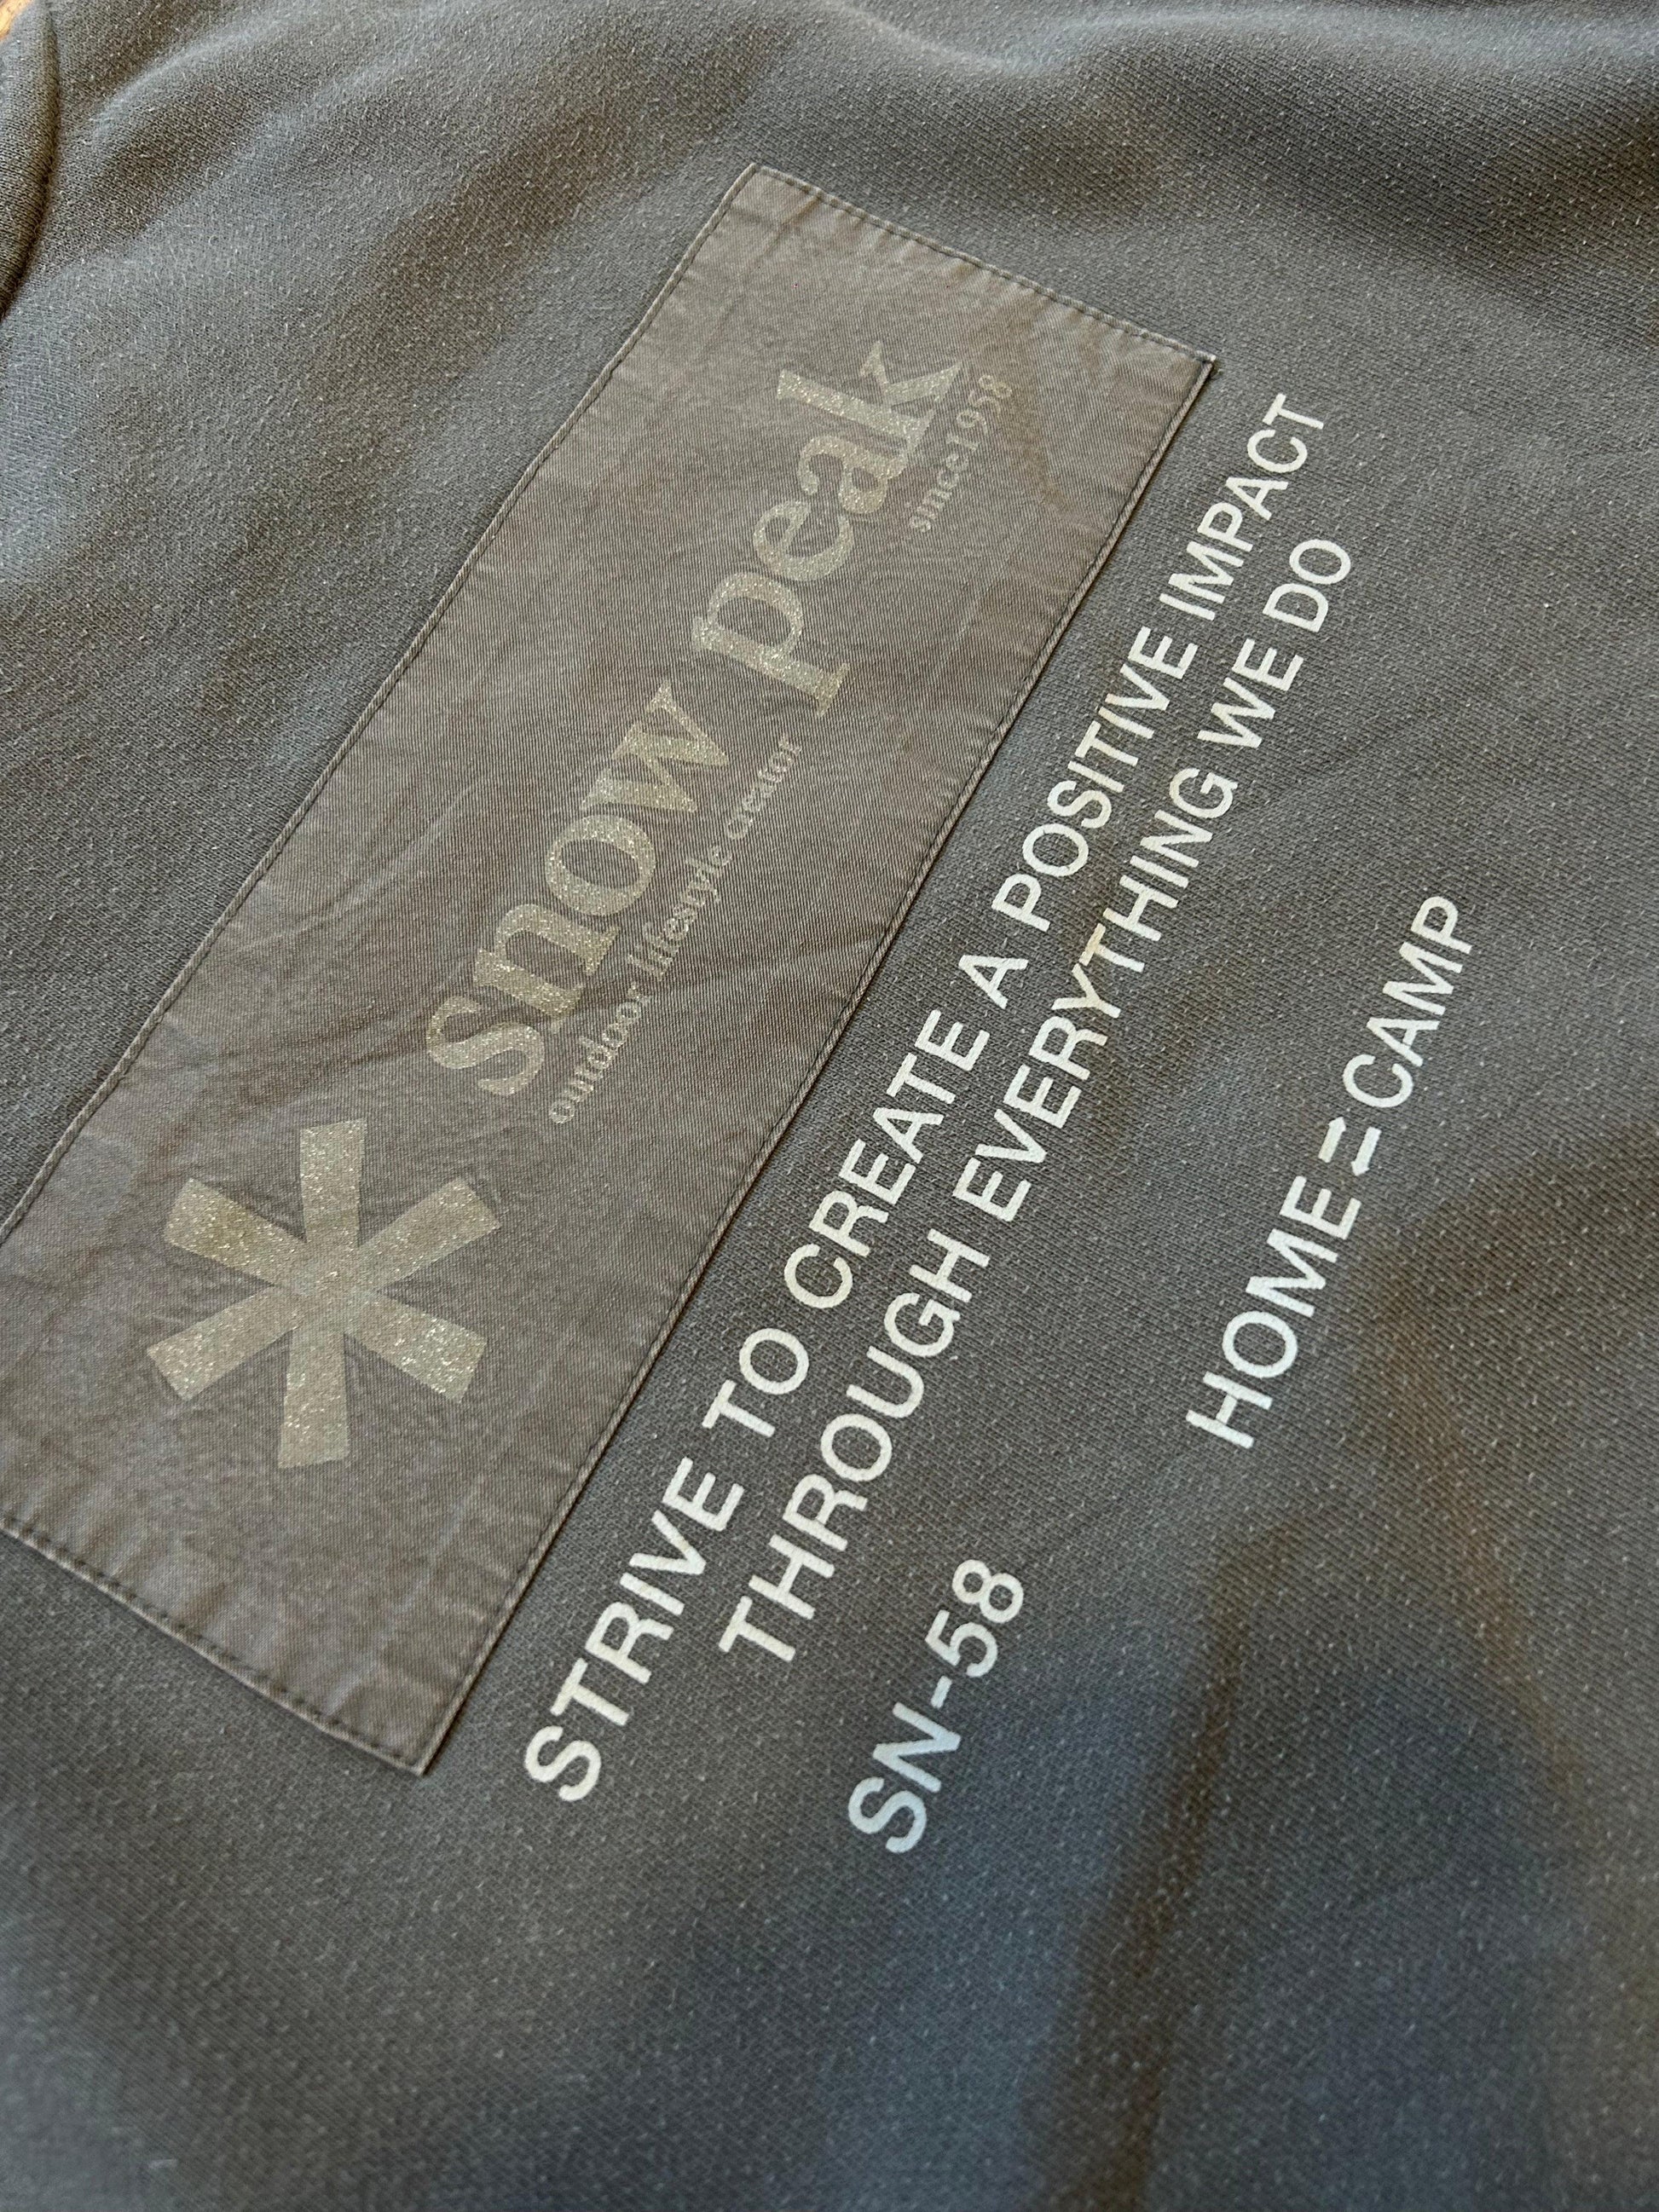 snow peak
outdoor lifestyle creator since1958
STRIVE TO CREATE A POSITIVE IMPACT
THROUGH EVERYTHING WE DO
SN-58 HOME⇄CAMP